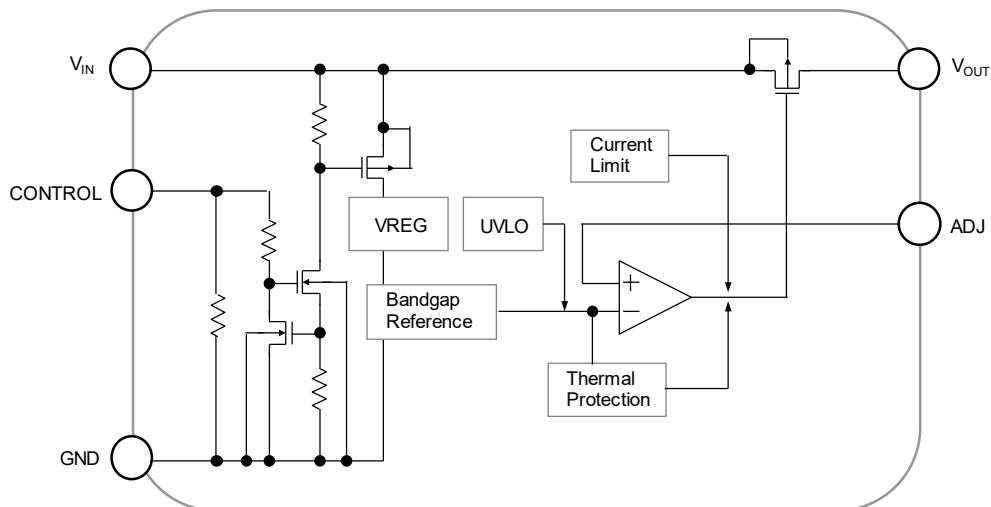 VIN
VOUT
Current
Limit
CONTROL
VREG
UVLO
ADJ
+
−
Bandgap
Reference
Thermal
Protection
GND